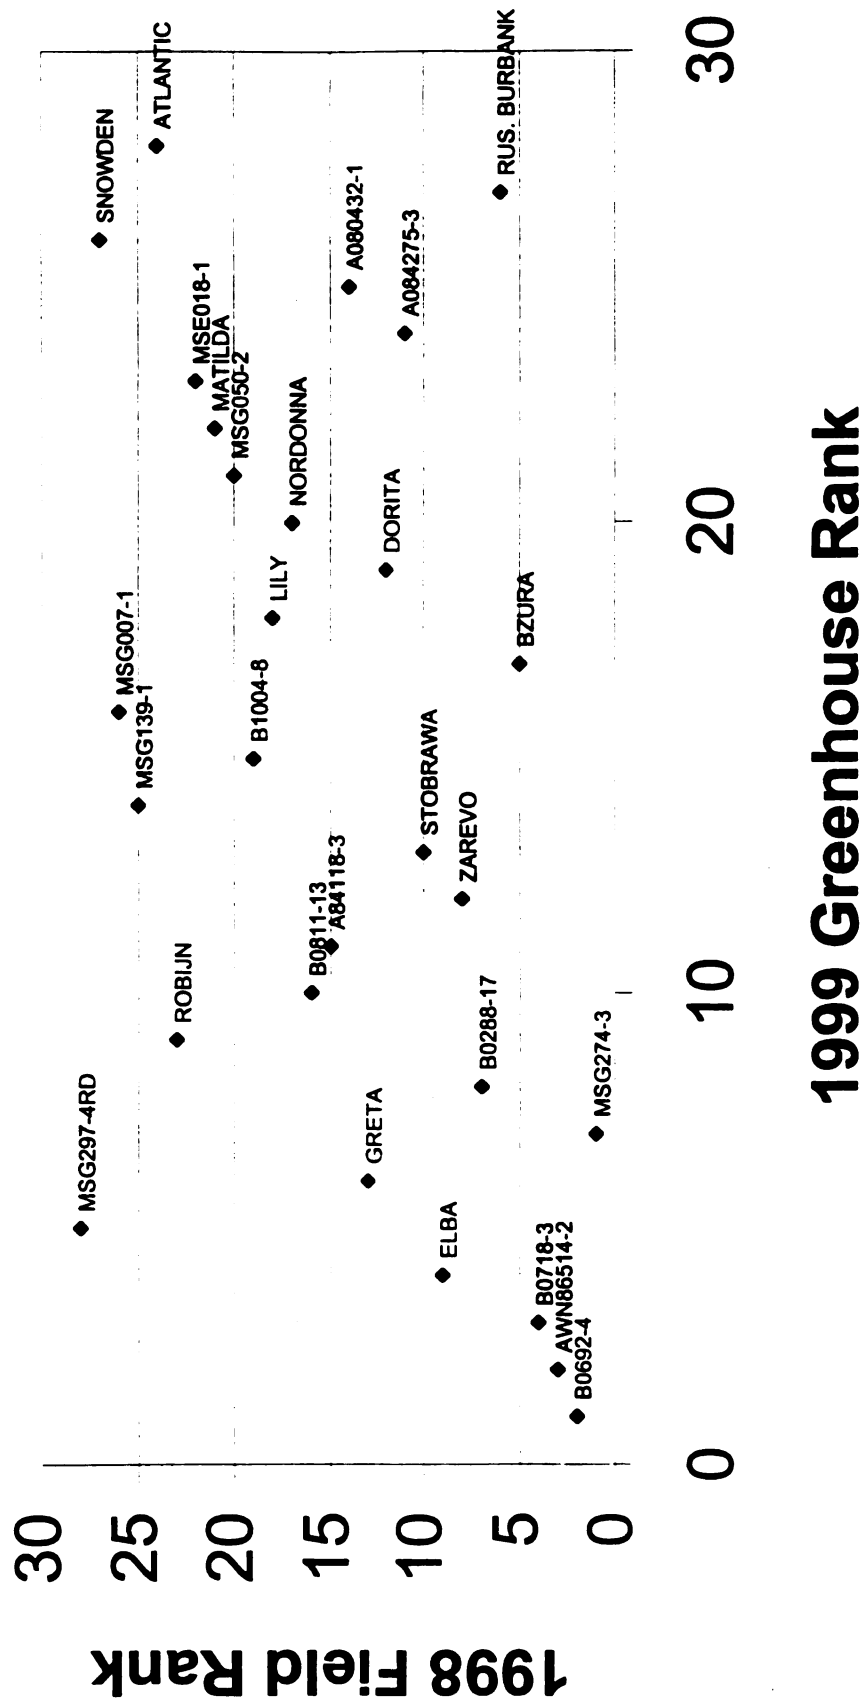 1998 Field Rank
30
25
20
15
10
5
0
MSG297-4RD
SNOWDEN
MSG007-1
MSG139-1
ATLANTIC
ROBIJN
MSE018-1
MATILDA
MSG050-2
B1004-8
LILY
NORDONNA
B0811-13
A84118-3
A080432-1
GRETA
DORITA
A084275-3
STOBRAWA
ELBA
ZAREVO
B0288-17
RUS. BURBANK
BZURA
B0718-3
AWN86514-2
B0692-4
MSG274-3
0
10
20
30
1999 Greenhouse Rank